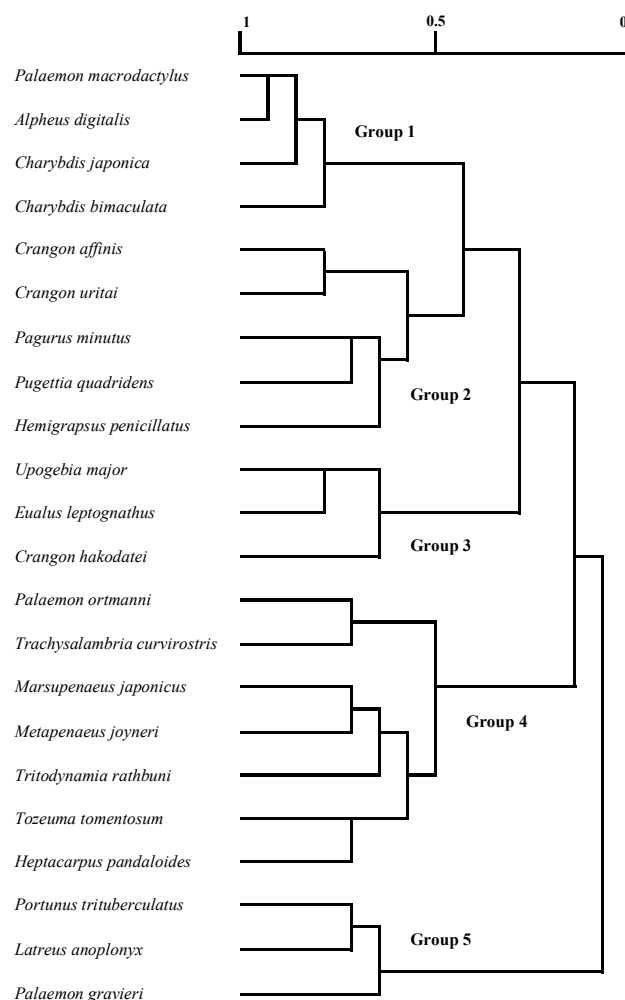 1 0.5 0
Palaemon macrodactylus
Alpheus digitalis
Group 1
Charybdis japonica
Charybdis bimaculata
Crangon affinis
Crangon uritai
Pagurus minutus
Pugettia quadridens
Group 2
Hemigrapsus penicillatus
Upogebia major
Eualus leptognathus
Group 3
Crangon hakodatei
Palaemon ortmanni
Trachysalambria curvirostris
Marsupenaeus japonicus
Group 4
Metapenaeus joyneri
Tritodynamia rathbuni
Tozeuma tomentosum
Heptacarpus pandaloides
Portunus trituberculatus
Group 5
Latreus anoplonyx
Palaemon gravieri